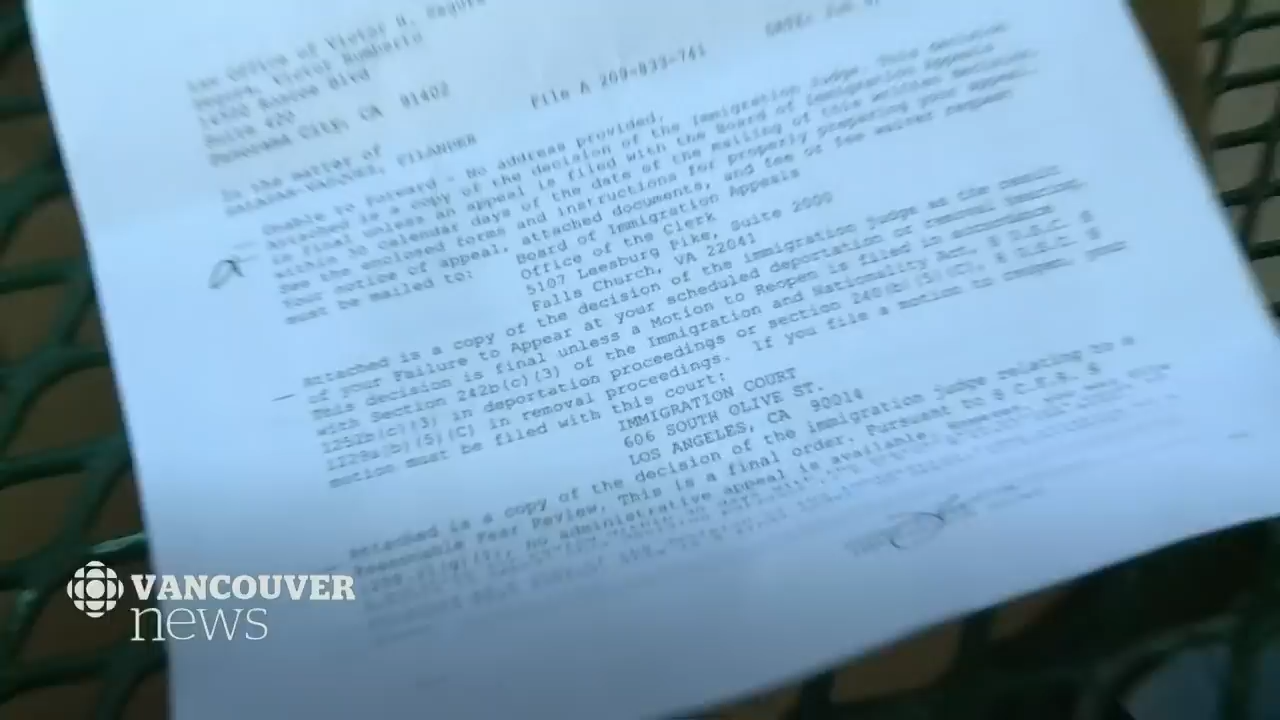 Law Office of Victor
Blvd
Suite 420
CITY, CA 91402
File A 209-833-741
DATE:
In the matter of
FILANDER
Unable to Forward - No address provided.
Attached is a copy of the decision of the Immigration Judge. This decision
is final unless an appeal is filed with the Board of Immigration Appeals
within 30 calendar days of the date of the mailing of this written decision.
See the enclosed forms and instructions for properly preparing your appeal.
Your notice of appeal, attached documents, and fee or fee waiver request
must be mailed to: Board of Immigration Appeals
Office of the Clerk
5107 Leesburg Pike, Suite 2000
Falls Church, VA 22041
Attached is a copy of the decision of the immigration judge as the result
of your Failure to Appear at your scheduled deportation or removal hearing.
This decision is final unless a Motion to Reopen is filed in accordance
with Section 242b(c)(3) of the Immigration and Nationality Act, 8 U.S.C. §
1252b(c)(3) in deportation proceedings or section 240(b)(5)(C), 8 U.S.C. §
1229a(b)(5)(C) in removal proceedings. If you file a motion to reopen, your
motion must be filed with this court:
IMMIGRATION COURT
606 SOUTH OLIVE ST.
LOS ANGELES, CA 90014
Attached is a copy of the decision of the immigration judge relating to a
Reasonable Fear Review. This is a final order. Pursuant to 8 C.F.R. §
no administrative appeal is available. However, you may
VANCOUVER
news